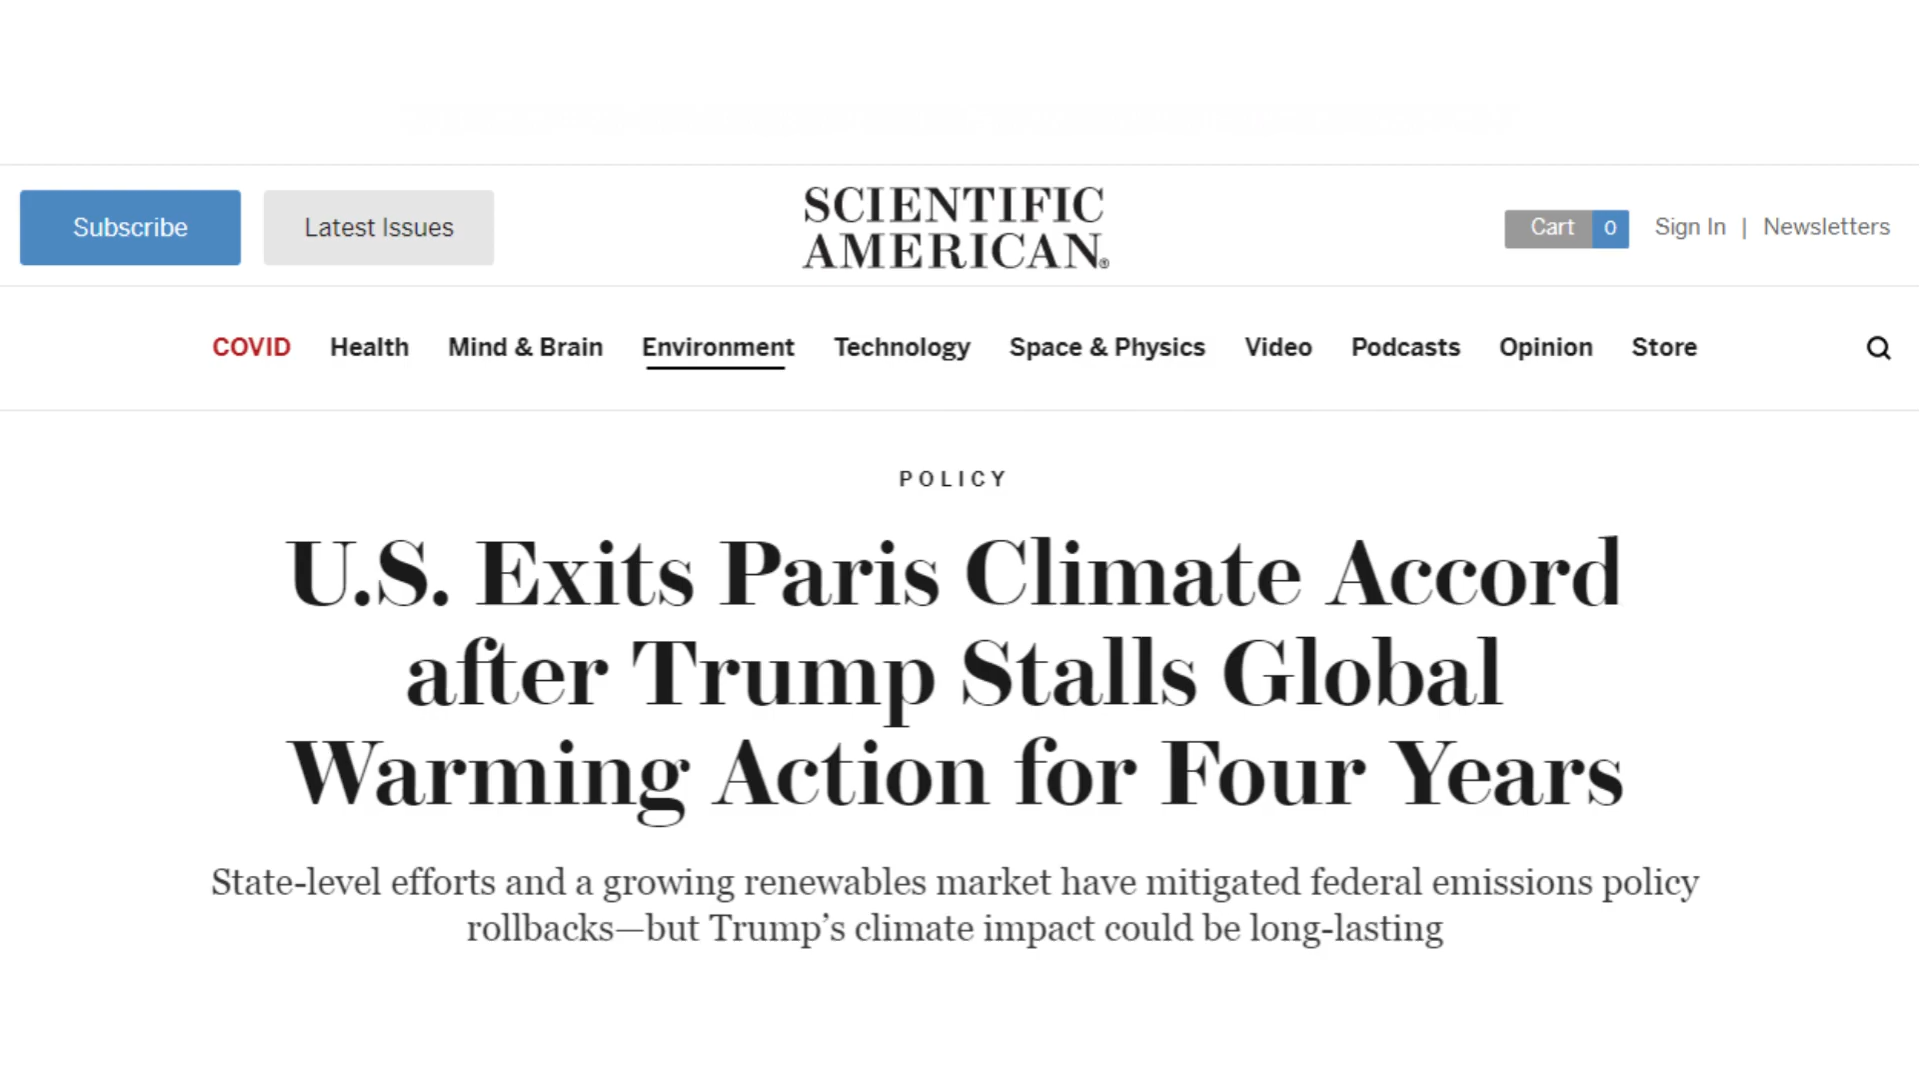 Subscribe
Latest Issues
SCIENTIFIC
AMERICAN®
Cart 0
Sign In | Newsletters
COVID Health Mind & Brain Environment Technology Space & Physics Video Podcasts Opinion Store
POLICY
U.S. Exits Paris Climate Accord
after Trump Stalls Global
Warming Action for Four Years
State-level efforts and a growing renewables market have mitigated federal emissions policy
rollbacks—but Trump’s climate impact could be long-lasting